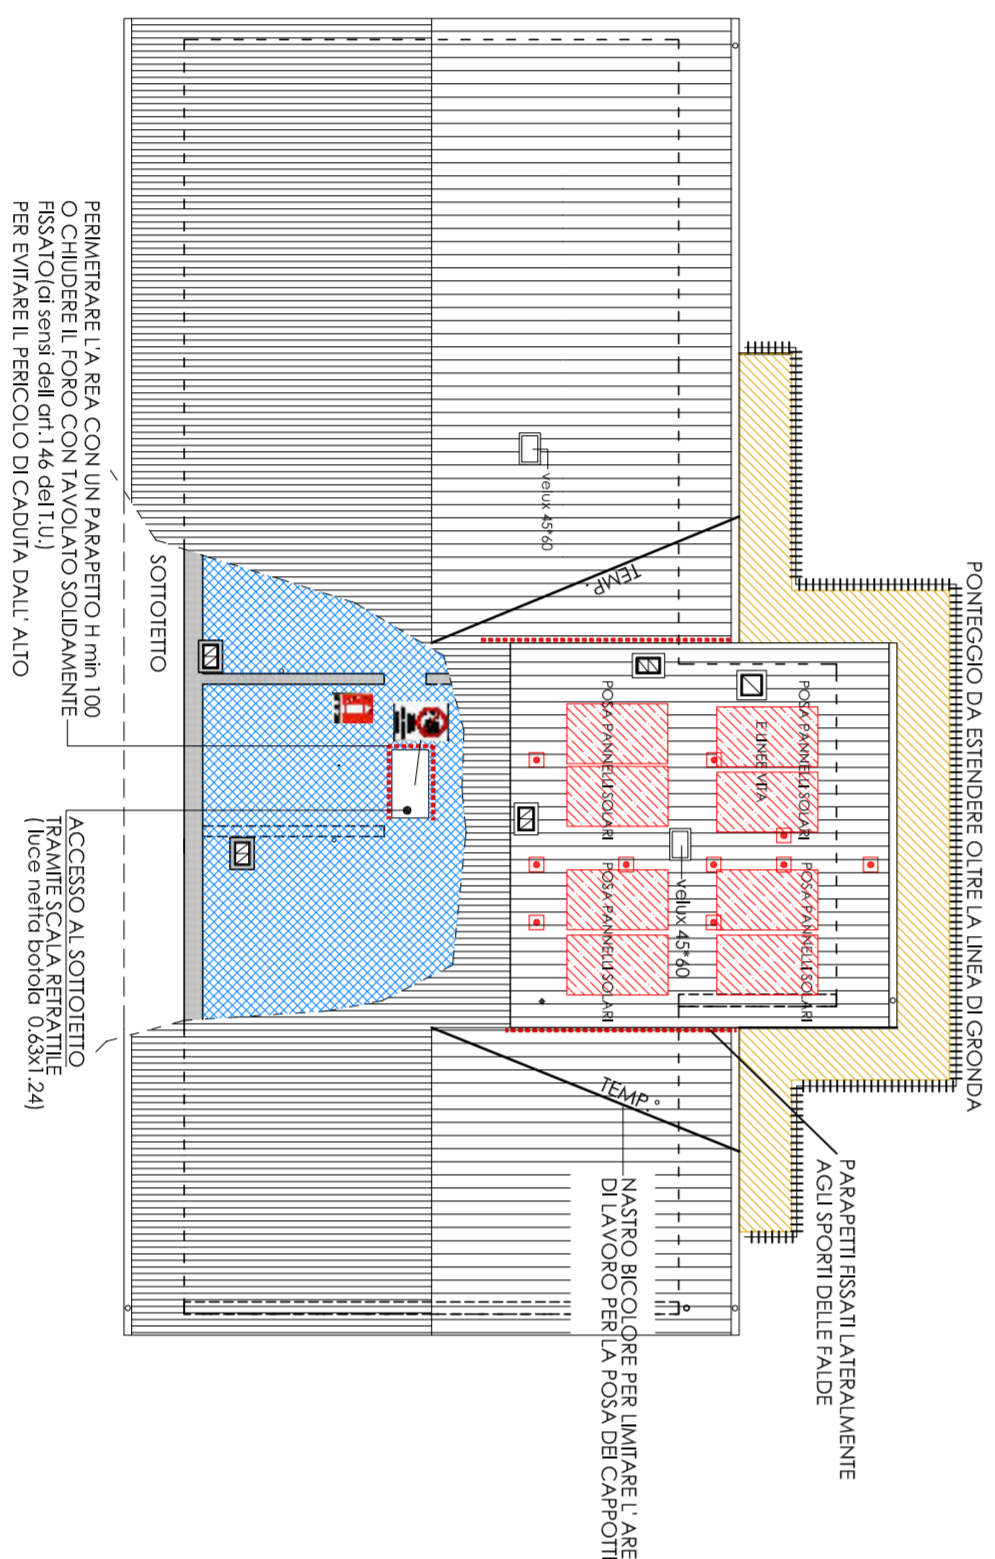 PONTEGGIO DA ESTENDERE OLTRE LA LINEA DI GRONDA
PARAPETTI FISSATI LATERALMENTE
AGLI SPORTI DELLE FALDE
POSA PANNELLI SOLARI
POSA PANNELLI SOLARI
E LINEE VITA
velux 45*60
POSA PANNELLI SOLARI
POSA PANNELLI SOLARI
TEMP.°
TEMP.°
NASTRO BICOLORE PER LIMITARE L' ARE
DI LAVORO PER LA POSA DEI CAPPOTTI
velux 45*60
SOTTOTETTO
PERIMETRARE L'A REA CON UN PARAPETTO H min 100
O CHIUDERE IL FORO CON TAVOLATO SOLIDAMENTE
FISSATO(ai sensi dell art.146 del T.U.)
PER EVITARE IL PERICOLO DI CADUTA DALL' ALTO
ACCESSO AL SOTTOTETTO
TRAMITE SCALA RETRATTILE
( luce netta botola 0.63x1.24)